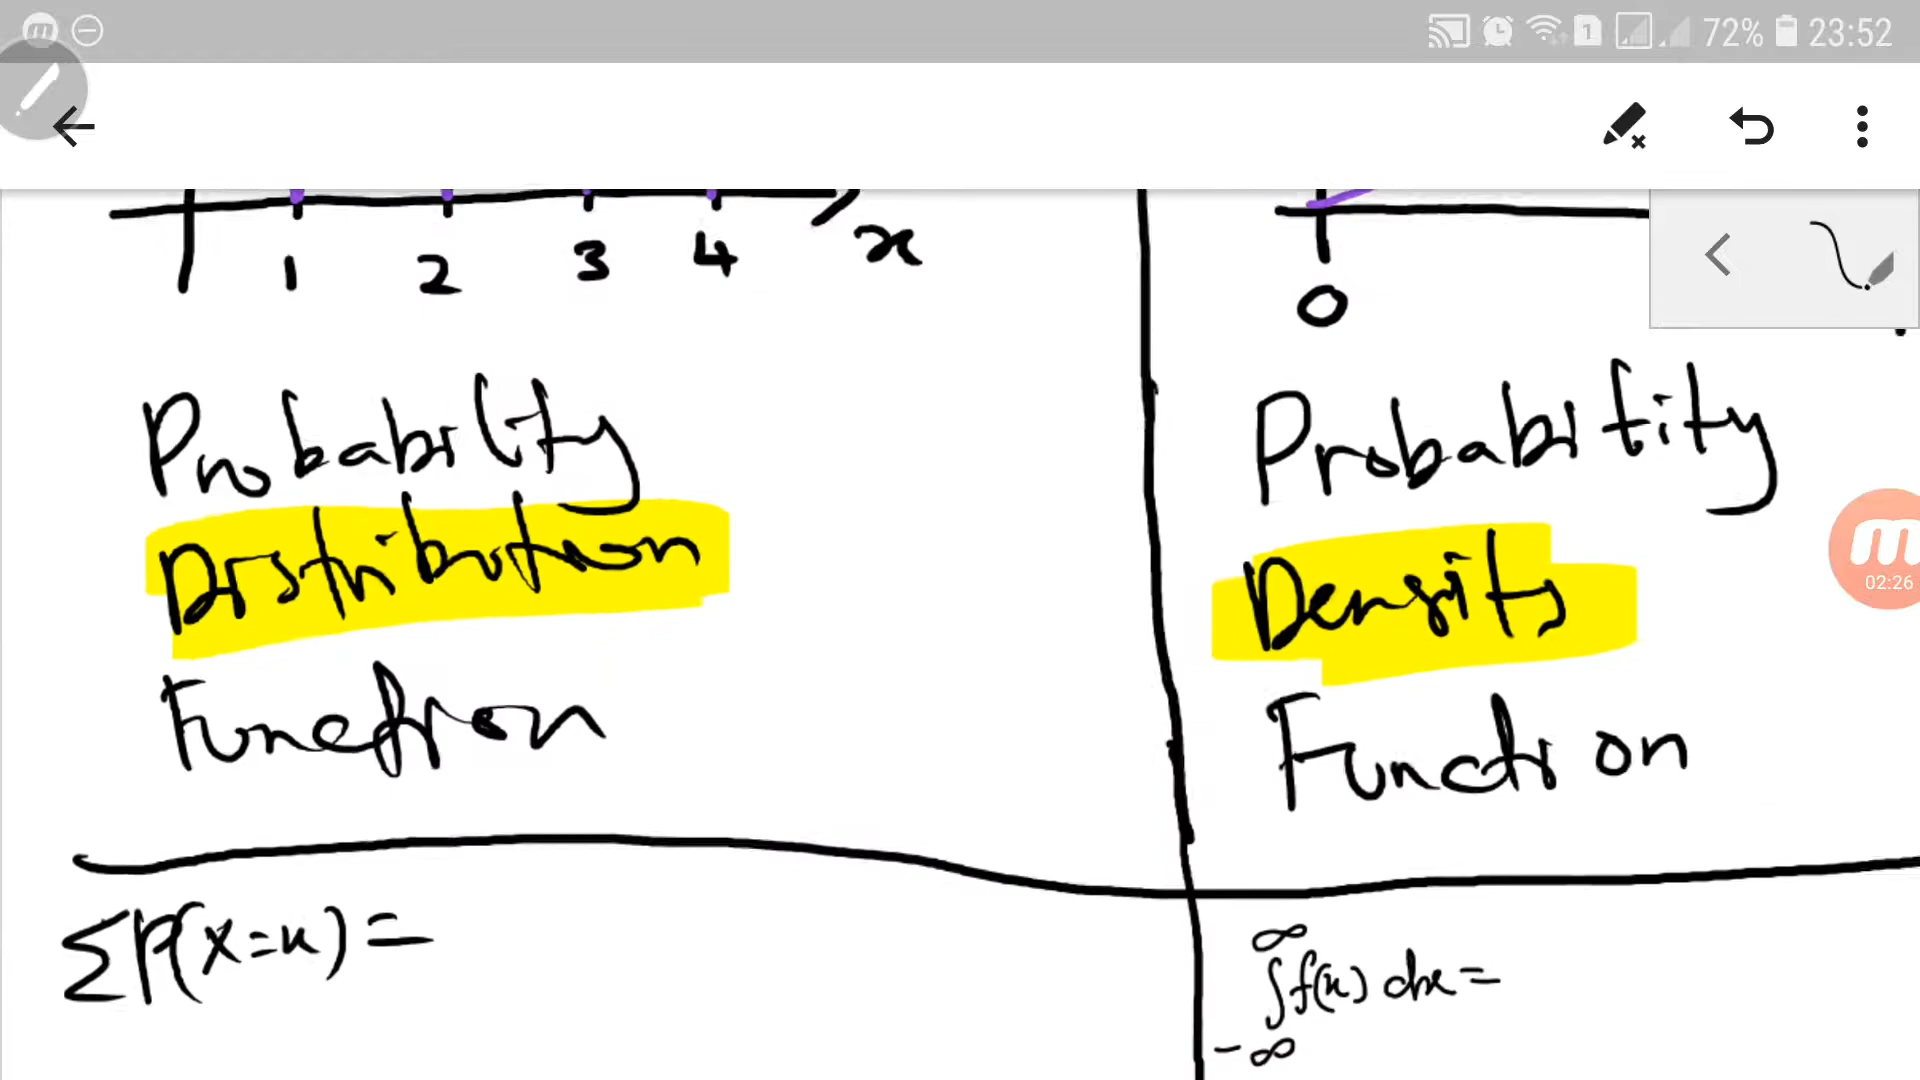 72% 23:52
1 2 3 4 x
0
Probability
Distribution
Function
Probability
Density
Function
02:26
ΣP(X=x)=
∞
∫f(x) dx =
-∞